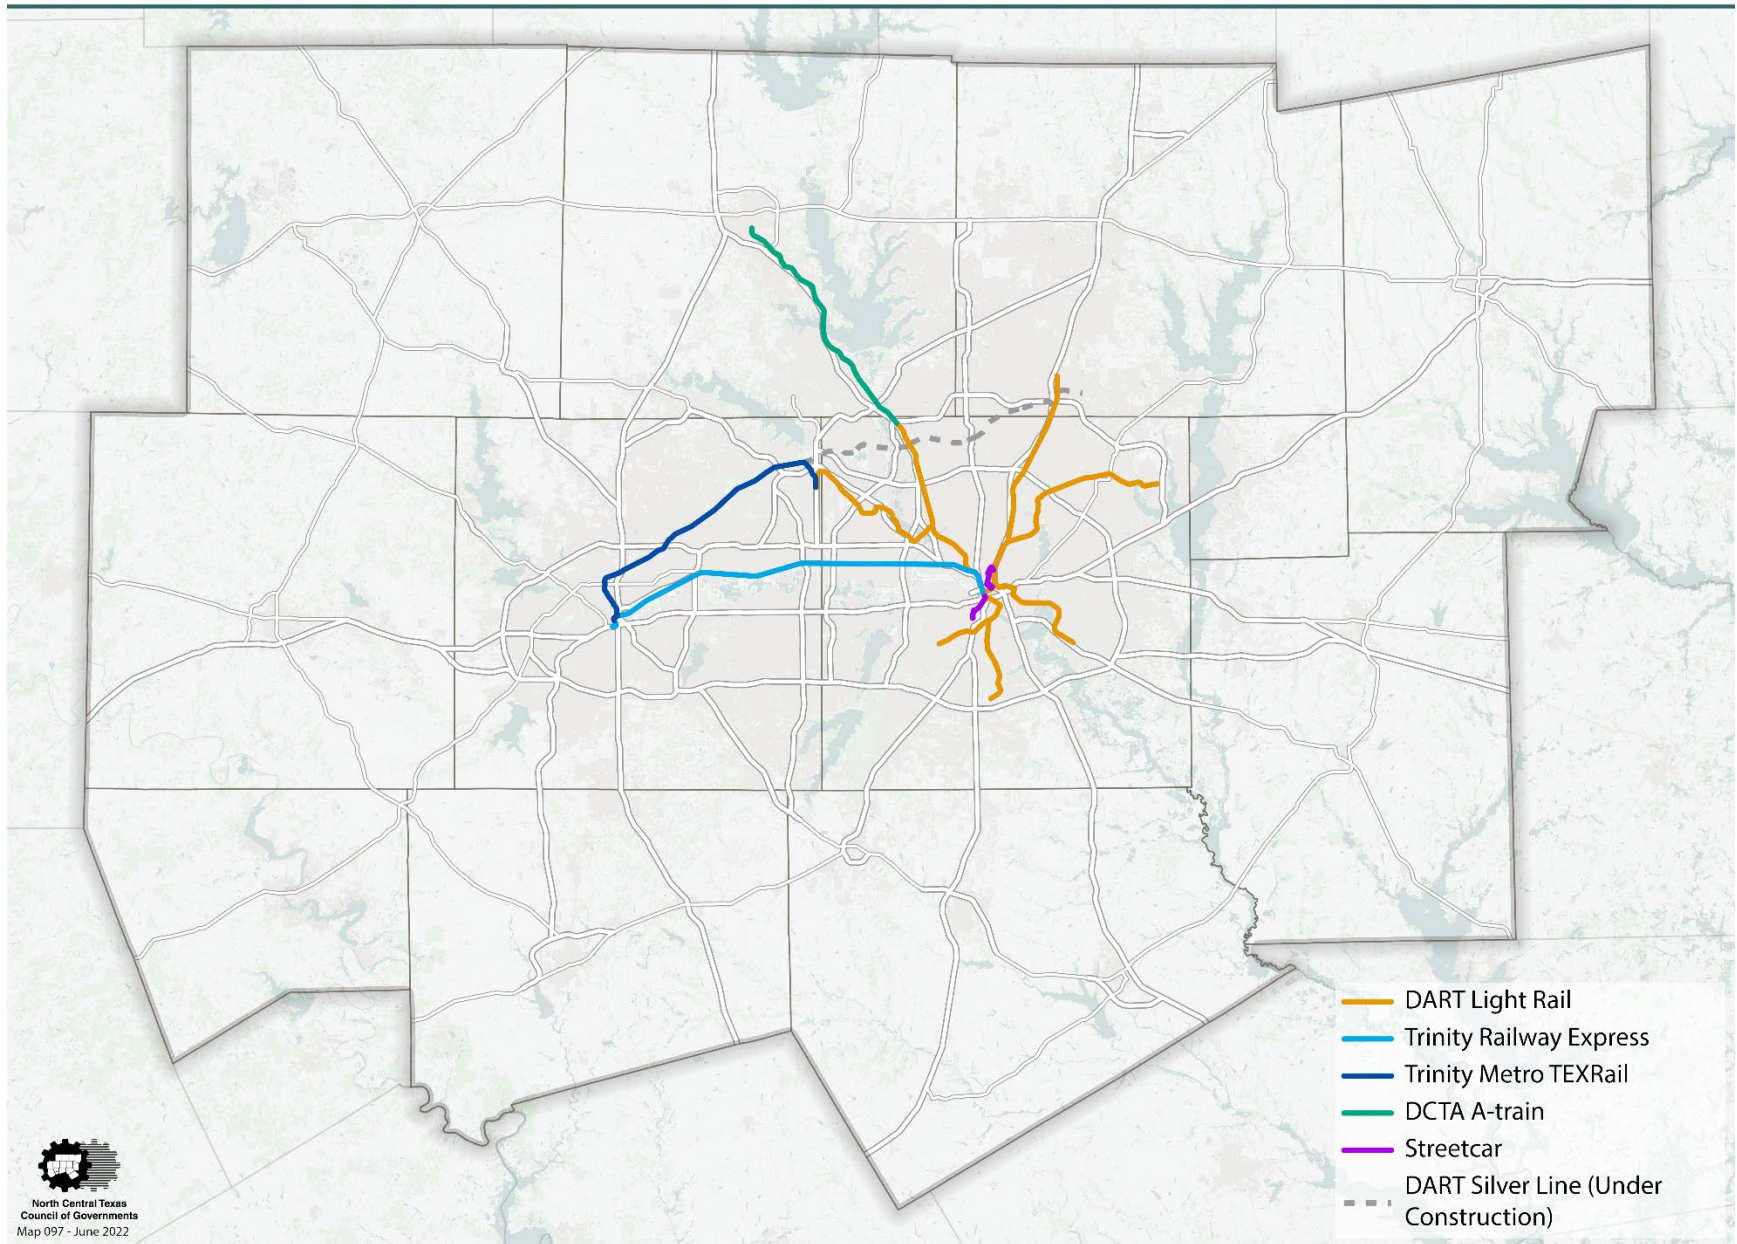 DART Light Rail
Trinity Railway Express
Trinity Metro TEXRail
DCTA A-train
Streetcar
DART Silver Line (Under
Construction)
North Central Texas
Council of Governments
Map 097 - June 2022